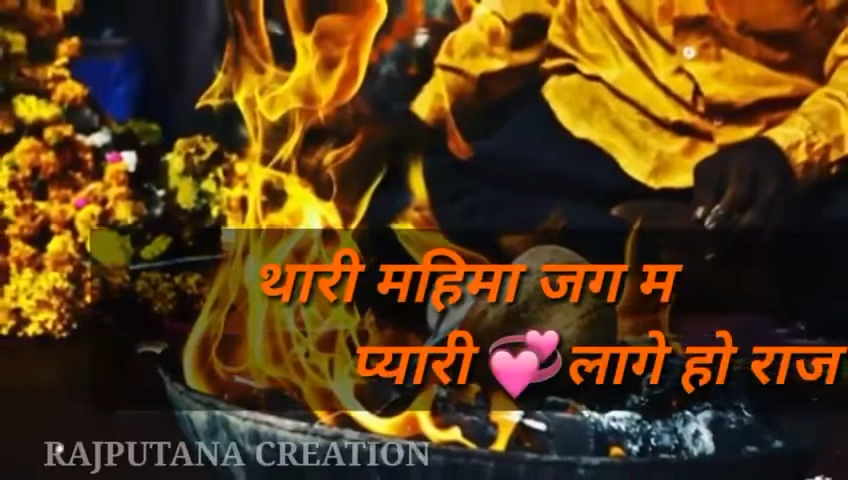 थारी महिमा जग म
प्यारी 💞 लागे हो राज
RAJPUTANA CREATION